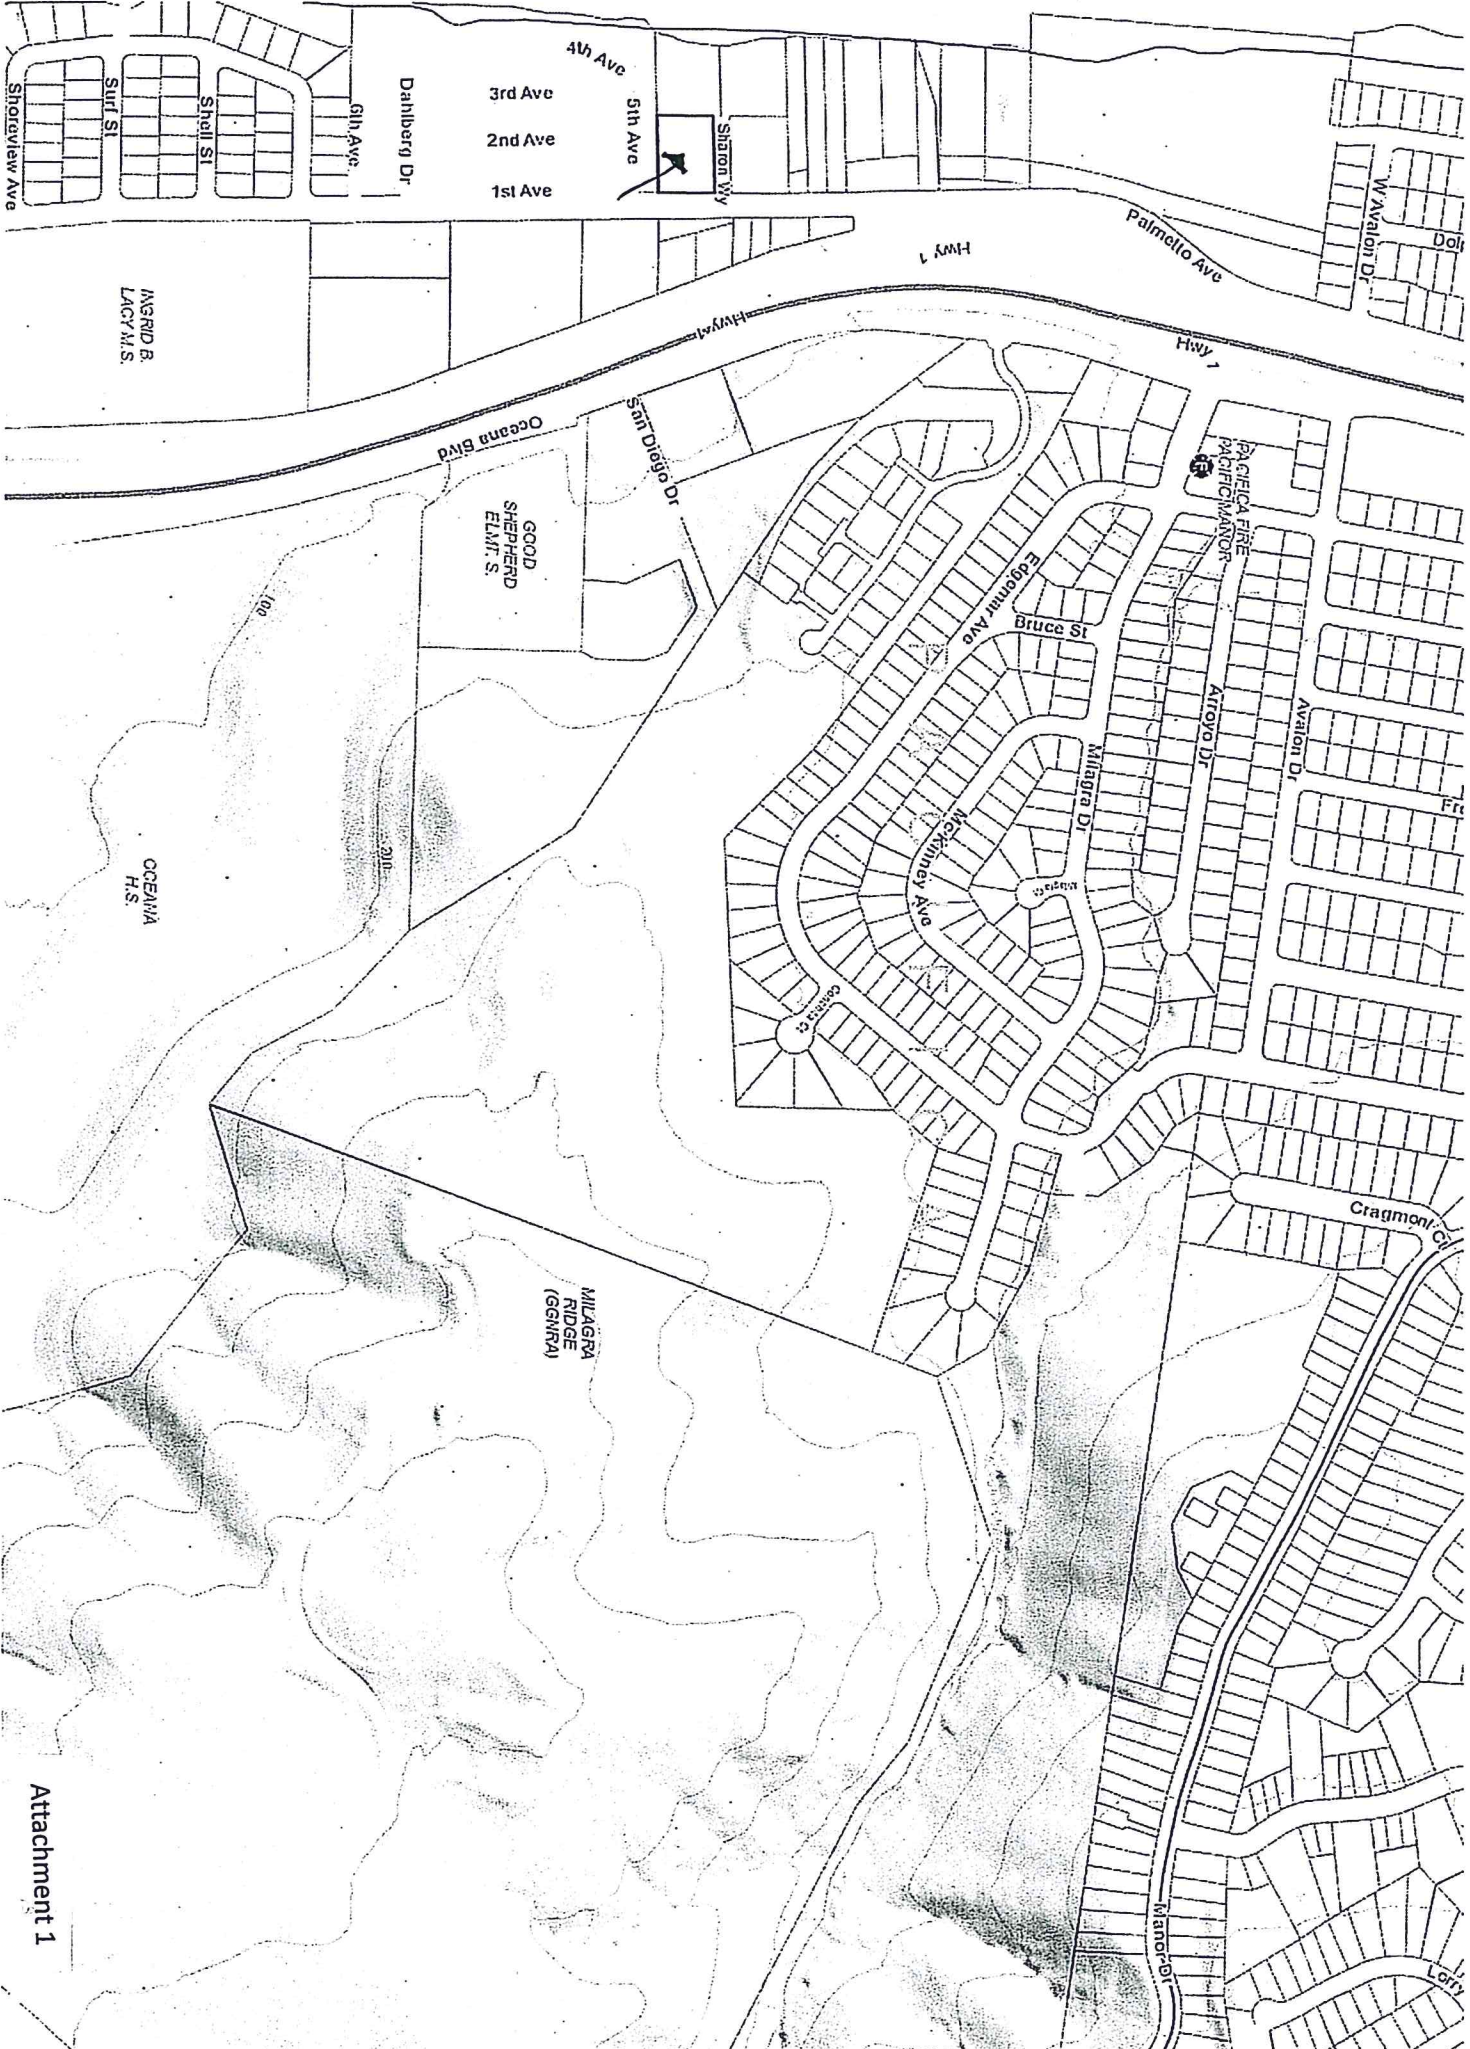 4th Ave
3rd Ave
2nd Ave
1st Ave
5th Ave
Sharon Wy
Dahlberg Dr
6th Ave
Shell St
Surf St
Shoreview Ave
W Avalon Dr
Palmetto Ave
Hwy 1
Hwy 1
Hwy 1
INGRID B.
LACY M.S.
Oceana Blvd
San Diego Dr
GOOD
SHEPHERD
ELMT. S.
PACIFICA FIRE
PACIFIC MANOR
Edgemar Ave
Bruce St
Arroyo Dr
Avalon Dr
Milagra Dr
McKinney Ave
Milagra Ct
100
200
OCEANA
H.S.
Cragmont Ct
MILAGRA
RIDGE
(GGNRA)
Manor Dr
Attachment 1